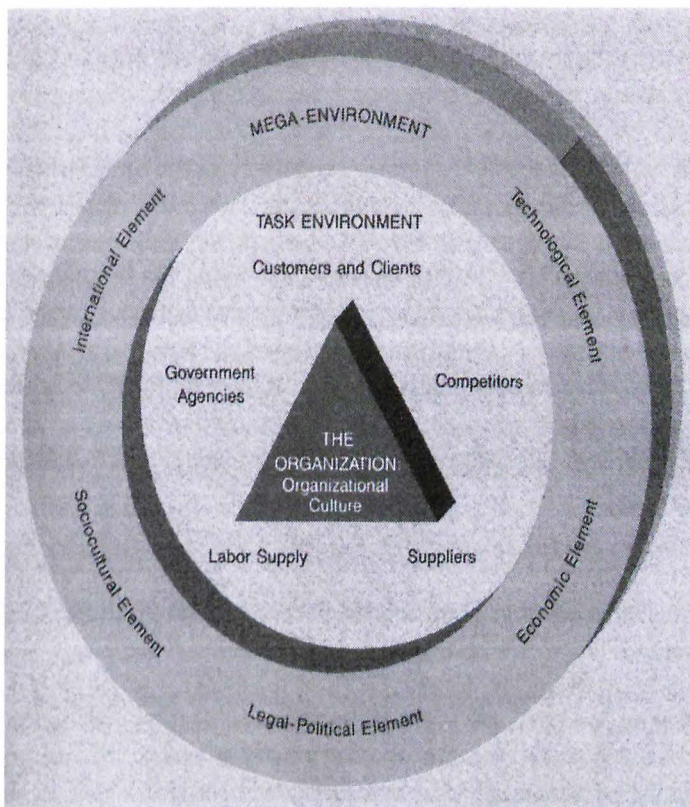 MEGA-ENVIRONMENT
International Element
Technological Element
TASK ENVIRONMENT
Customers and Clients
Government
Agencies
Competitors
THE
ORGANIZATION:
Organizational
Culture
Labor Supply
Suppliers
Sociocultural Element
Economic Element
Legal-Political Element